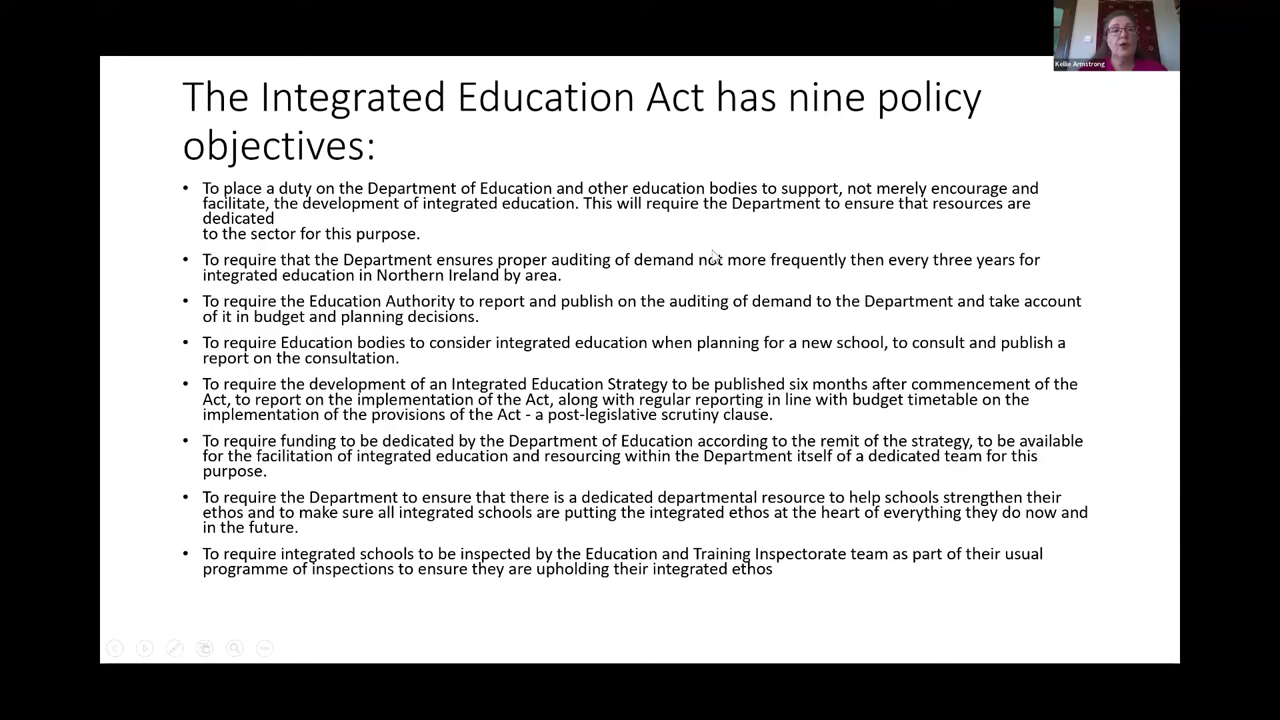 Kellie Armstrong
The Integrated Education Act has nine policy
objectives:
• To place a duty on the Department of Education and other education bodies to support, not merely encourage and
facilitate, the development of integrated education. This will require the Department to ensure that resources are
dedicated
to the sector for this purpose.
• To require that the Department ensures proper auditing of demand not more frequently then every three years for
integrated education in Northern Ireland by area.
• To require the Education Authority to report and publish on the auditing of demand to the Department and take account
of it in budget and planning decisions.
• To require Education bodies to consider integrated education when planning for a new school, to consult and publish a
report on the consultation.
• To require the development of an Integrated Education Strategy to be published six months after commencement of the
Act, to report on the implementation of the Act, along with regular reporting in line with budget timetable on the
implementation of the provisions of the Act - a post-legislative scrutiny clause.
• To require funding to be dedicated by the Department of Education according to the remit of the strategy, to be available
for the facilitation of integrated education and resourcing within the Department itself of a dedicated team for this
purpose.
• To require the Department to ensure that there is a dedicated departmental resource to help schools strengthen their
ethos and to make sure all integrated schools are putting the integrated ethos at the heart of everything they do now and
in the future.
• To require integrated schools to be inspected by the Education and Training Inspectorate team as part of their usual
programme of inspections to ensure they are upholding their integrated ethos